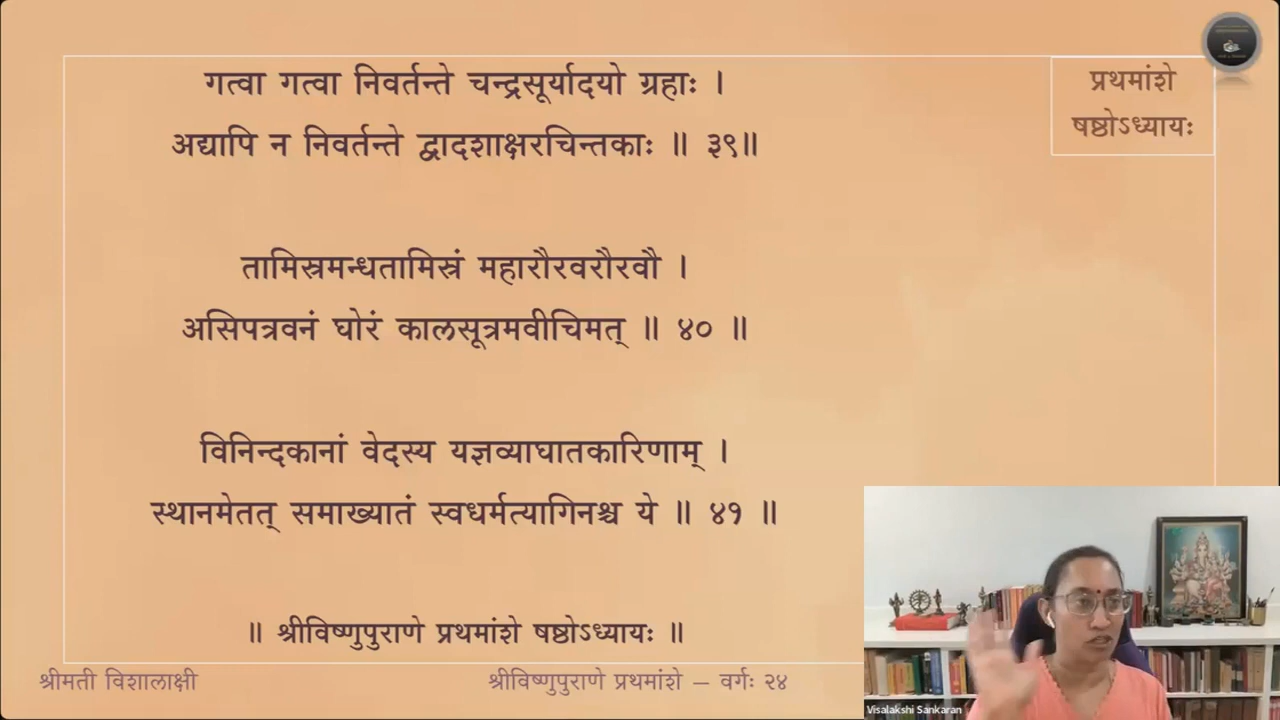 गत्वा गत्वा निवर्तन्ते चन्द्रसूर्यादयो ग्रहाः ।
अद्यापि न निवर्तन्ते द्वादशाक्षरचिन्तकाः ॥ ३९॥
प्रथमांशे
षष्ठोऽध्यायः
तामिस्रमन्धतामिस्रं महारौरवरौरवौ ।
असिपत्रवनं घोरं कालसूत्रमवीचिमत् ॥ ४० ॥
विनिन्दकानां वेदस्य यज्ञव्याघातकारिणाम् ।
स्थानमेतत् समाख्यातं स्वधर्मत्यागिनश्च ये ॥ ४१ ॥
॥ श्रीविष्णुपुराणे प्रथमांशे षष्ठोऽध्यायः ॥
श्रीमती विशालाक्षी
श्रीविष्णुपुराणे प्रथमांशे – वर्गः २४
Visalakshi Sankaran